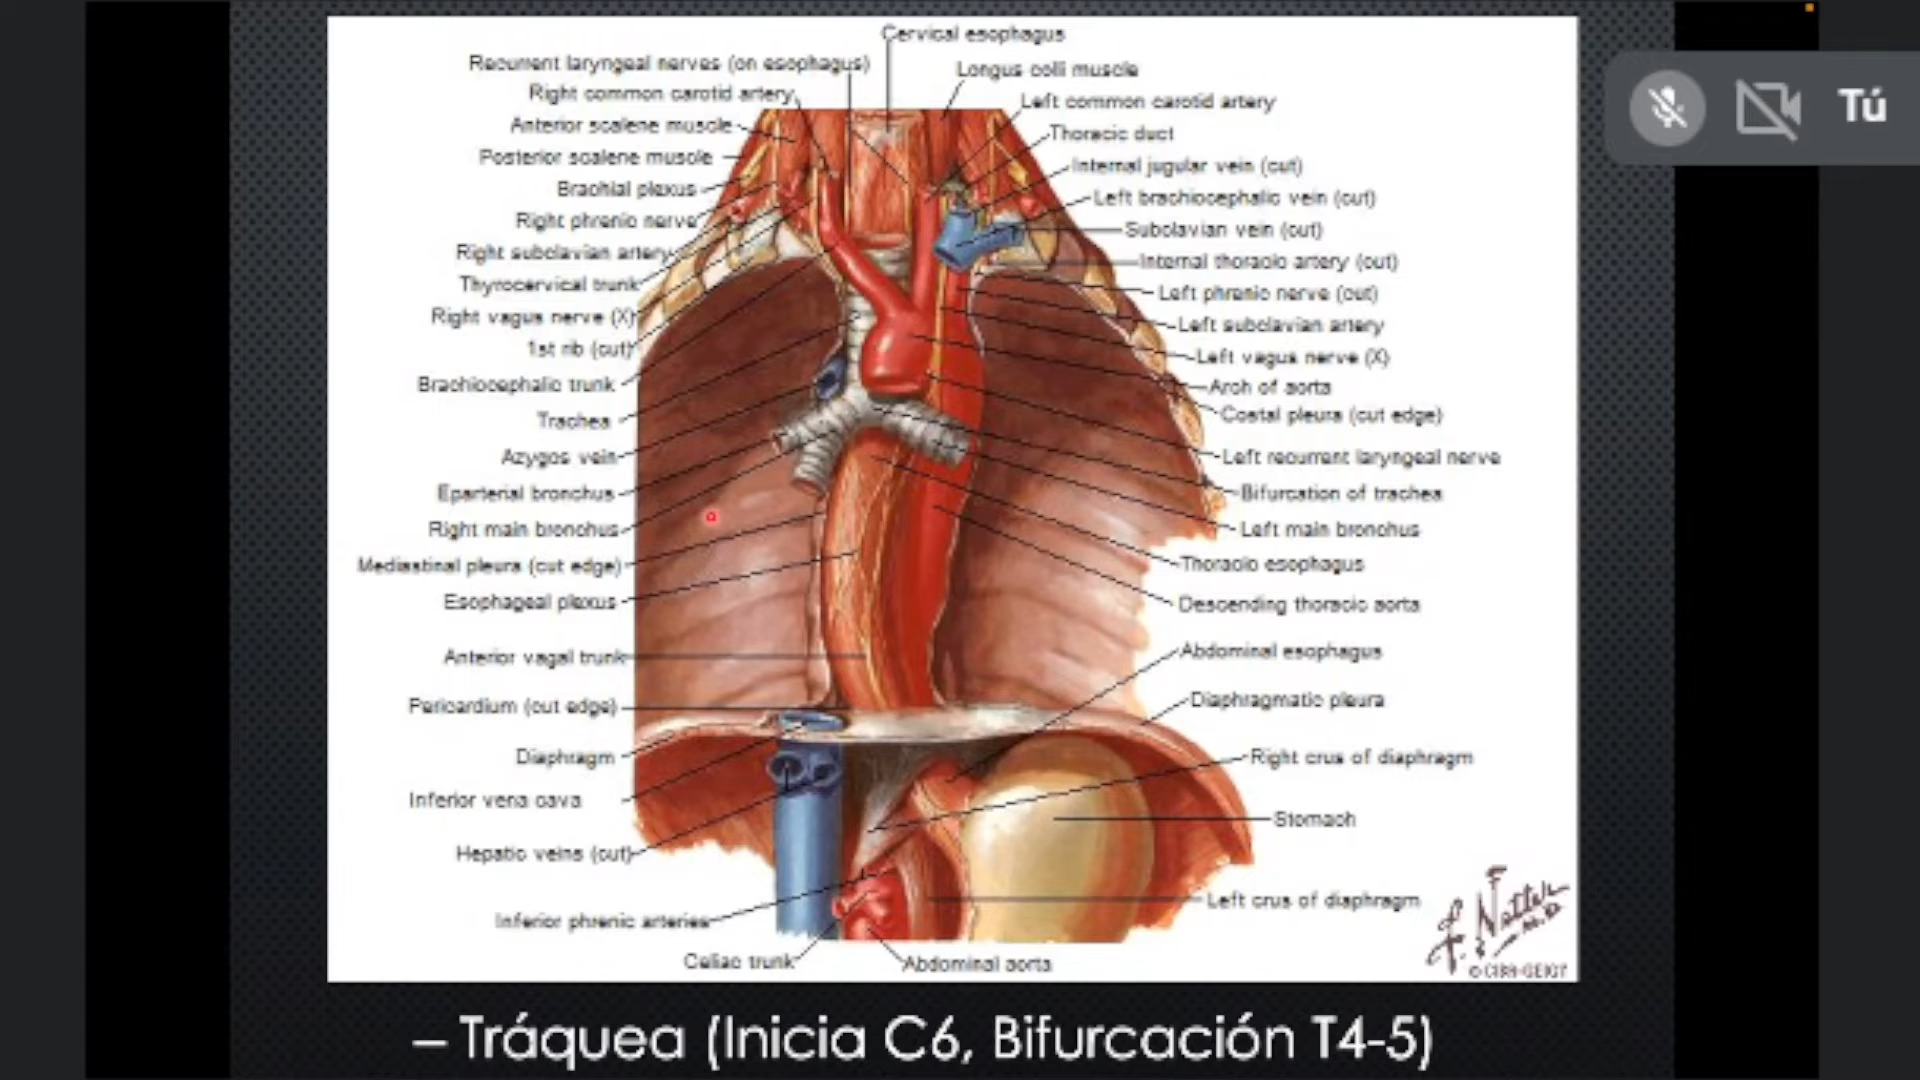 Cervical esophagus
Recurrent laryngeal nerves (on esophagus)
Right common carotid artery
Anterior scalene muscle
Posterior scalene muscle
Brachial plexus
Right phrenic nerve
Right subclavian artery
Thyrocervical trunk
Right vagus nerve (X)
1st rib (cut)
Brachiocephalic trunk
Trachea
Azygos vein
Eparterial bronchus
Right main bronchus
Mediastinal pleura (cut edge)
Esophageal plexus
Anterior vagal trunk
Pericardium (cut edge)
Diaphragm
Inferior vena cava
Hepatic veins (cut)
Inferior phrenic arteries
Celiac trunk
Longus colli muscle
Left common carotid artery
Thoracic duct
Internal jugular vein (cut)
Left brachiocephalic vein (cut)
Subclavian vein (cut)
Internal thoracic artery (cut)
Left phrenic nerve (cut)
Left subclavian artery
Left vagus nerve (X)
Arch of aorta
Costal pleura (cut edge)
Left recurrent laryngeal nerve
Bifurcation of trachea
Left main bronchus
Thoracic esophagus
Descending thoracic aorta
Abdominal esophagus
Diaphragmatic pleura
Right crus of diaphragm
Stomach
Left crus of diaphragm
Abdominal aorta
F. Netter
M.D.
© CIBA-GEIGY
Tú
– Tráquea (Inicia C6, Bifurcación T4-5)